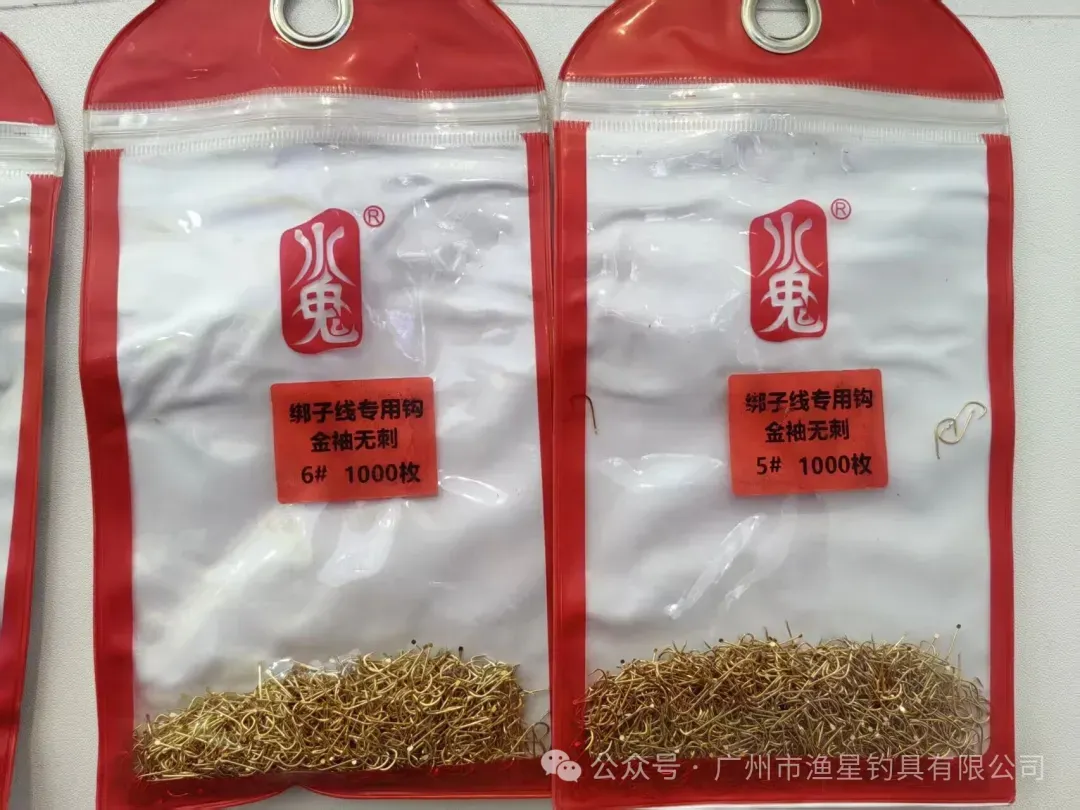 水鬼®
绑子线专用钩
金袖无刺
6# 1000枚
水鬼®
绑子线专用钩
金袖无刺
5# 1000枚
公众号·广州市渔星钓具有限公司